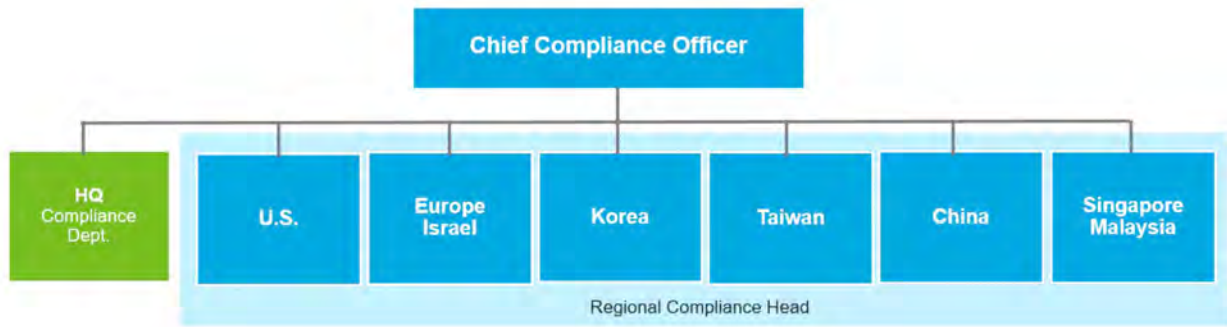 Chief Compliance Officer
HQ
Compliance
Dept.
U.S.
Europe
Israel
Korea
Taiwan
China
Singapore
Malaysia
Regional Compliance Head